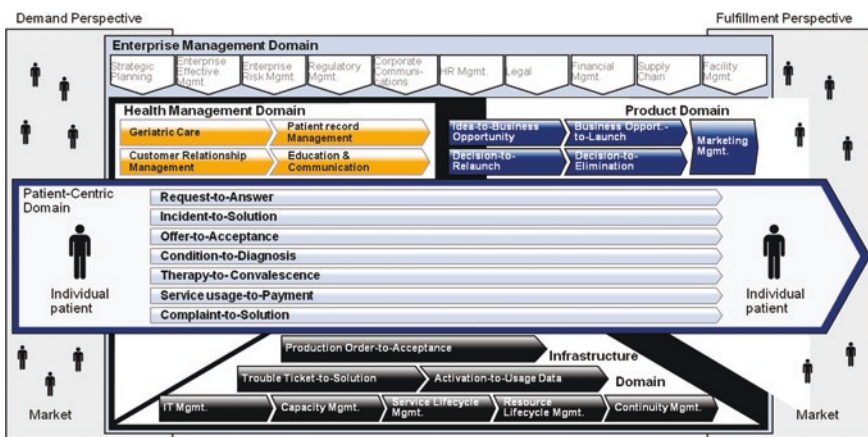 Demand Perspective
Fulfillment Perspective
Enterprise Management Domain
Strategic
Planning
Enterprise
Effective.
Mgmt.
Enterprise
Risk Mgmt.
Regulatory
Mgmt.
Corporate
Communi-
cations
HR Mgmt.
Legal
Financial
Mgmt.
Supply
Chain
Facility
Mgmt.
Health Management Domain
Geriatric Care
Patient record
Management
Customer Relationship
Management
Education &
Communication
Product Domain
Idea-to-Business
Opportunity
Business Opport.-
to-Launch
Decision-to-
Relaunch
Decision-to-
Elimination
Marketing
Mgmt.
Patient-Centric
Domain
Individual
patient
Request-to-Answer
Incident-to-Solution
Offer-to-Acceptance
Condition-to-Diagnosis
Therapy-to- Convalescence
Service usage-to-Payment
Complaint-to-Solution
Individual
patient
Production Order-to-Acceptance
Infrastructure
Trouble Ticket-to-Solution
Activation-to-Usage Data
Domain
IT Mgmt.
Capacity Mgmt.
Service Lifecycle
Mgmt.
Resource
Lifecycle Mgmt.
Continuity Mgmt.
Market
Market